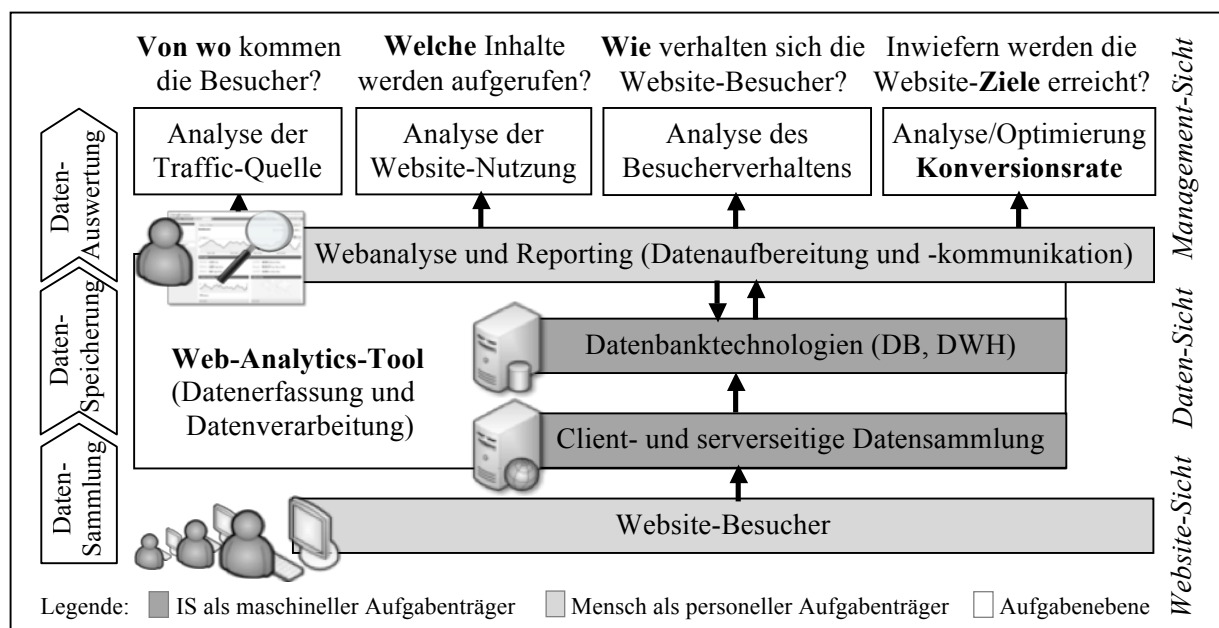 Von wo kommen
die Besucher?
Welche Inhalte
werden aufgerufen?
Wie verhalten sich die
Website-Besucher?
Inwiefern werden die
Website-Ziele erreicht?
Analyse der
Traffic-Quelle
Analyse der
Website-Nutzung
Analyse des
Besucherverhaltens
Analyse/Optimierung
Konversionsrate
Management-Sicht
Daten-
Auswertung
Webanalyse und Reporting (Datenaufbereitung und -kommunikation)
Daten-
Speicherung
Web-Analytics-Tool
(Datenerfassung und
Datenverarbeitung)
Datenbanktechnologien (DB, DWH)
Daten-Sicht
Client- und serverseitige Datensammlung
Daten-
Sammlung
Website-Besucher
Website-Sicht
Legende:
IS als maschineller Aufgabenträger
Mensch als personeller Aufgabenträger
Aufgabenebene